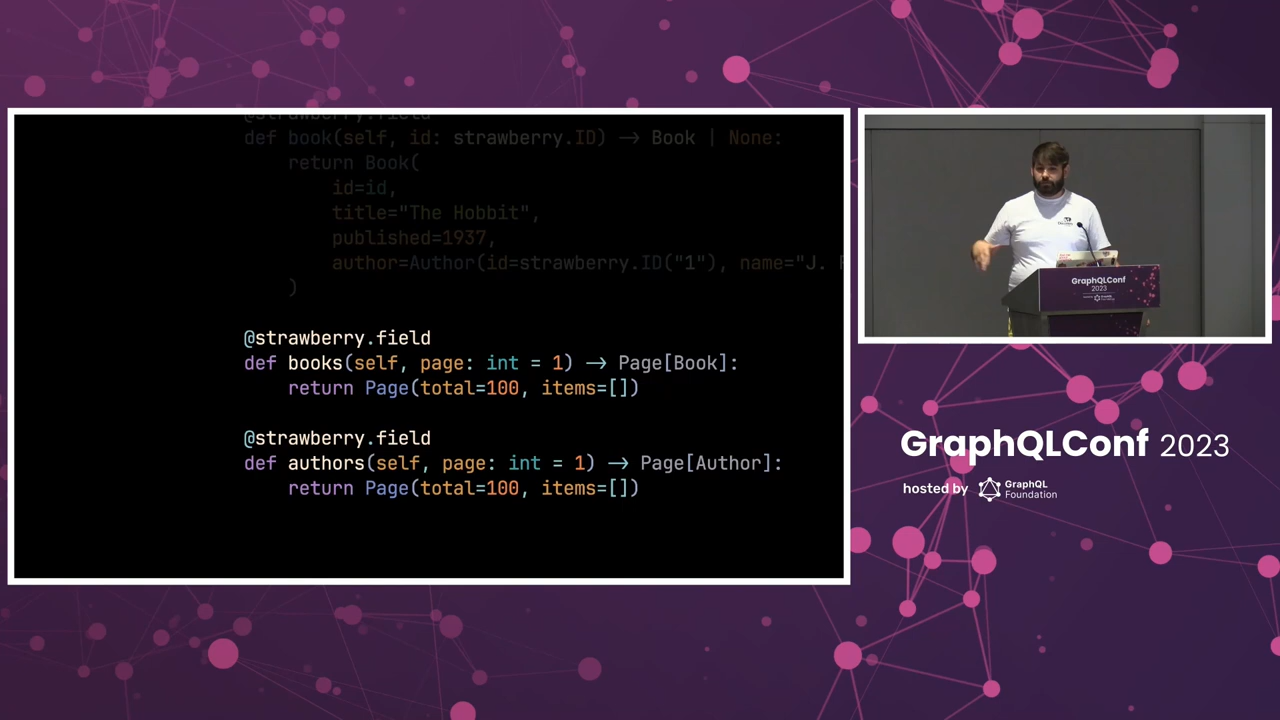 @strawberry.field
def book(self, id: strawberry.ID) -> Book | None:
return Book(
id=id,
title="The Hobbit",
published=1937,
author=Author(id=strawberry.ID("1"), name="J.
)
@strawberry.field
def books(self, page: int = 1) -> Page[Book]:
return Page(total=100, items=[])
@strawberry.field
def authors(self, page: int = 1) -> Page[Author]:
return Page(total=100, items=[])
GraphQLConf
2023
GraphQLConf 2023
hosted by GraphQL
Foundation